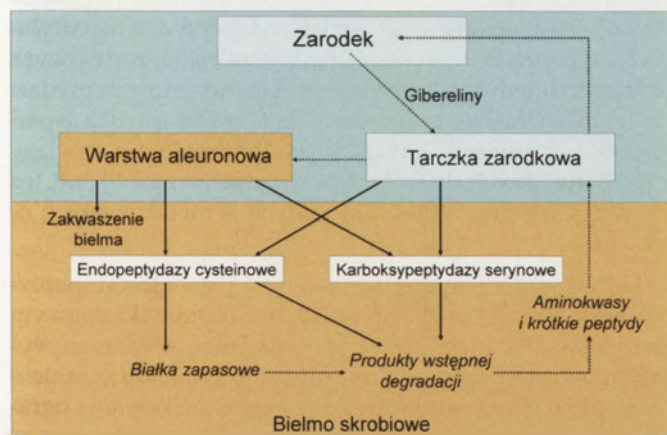 Zarodek
Gibereliny
Warstwa aleuronowa
Tarczka zarodkowa
Zakwaszenie
bielma
Endopeptydazy cysteinowe
Karboksypeptydazy serynowe
Aminokwasy
i krótkie peptydy
Białka zapasowe
Produkty wstępnej
degradacji
Bielmo skrobiowe